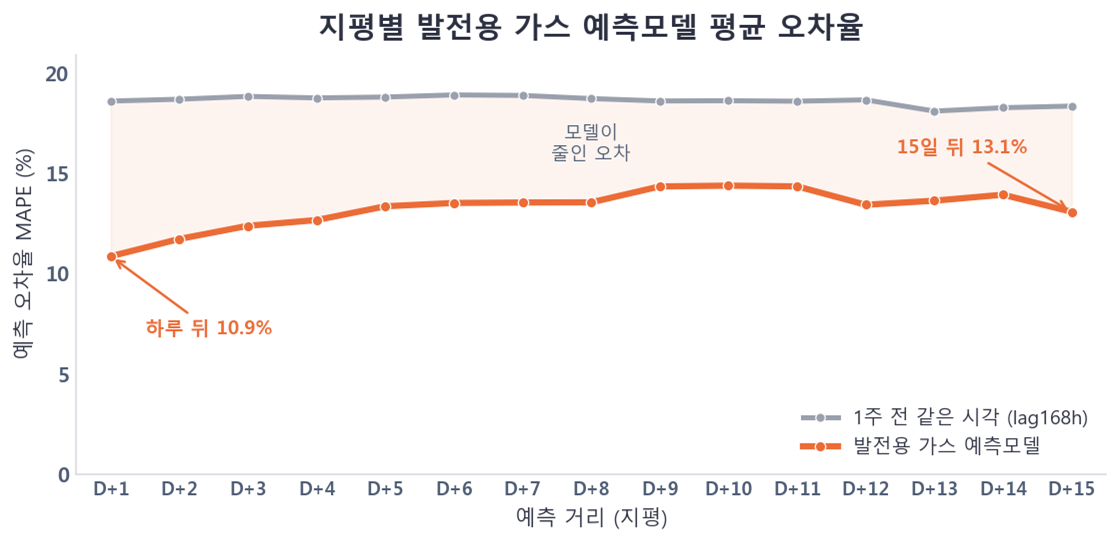 지평별 발전용 가스 예측모델 평균 오차율
예측 오차율 MAPE (%)
20
15
10
5
0
모델이
줄인 오차
15일 뒤 13.1%
하루 뒤 10.9%
1주 전 같은 시각 (lag168h)
발전용 가스 예측모델
D+1 D+2 D+3 D+4 D+5 D+6 D+7 D+8 D+9 D+10 D+11 D+12 D+13 D+14 D+15
예측 거리 (지평)